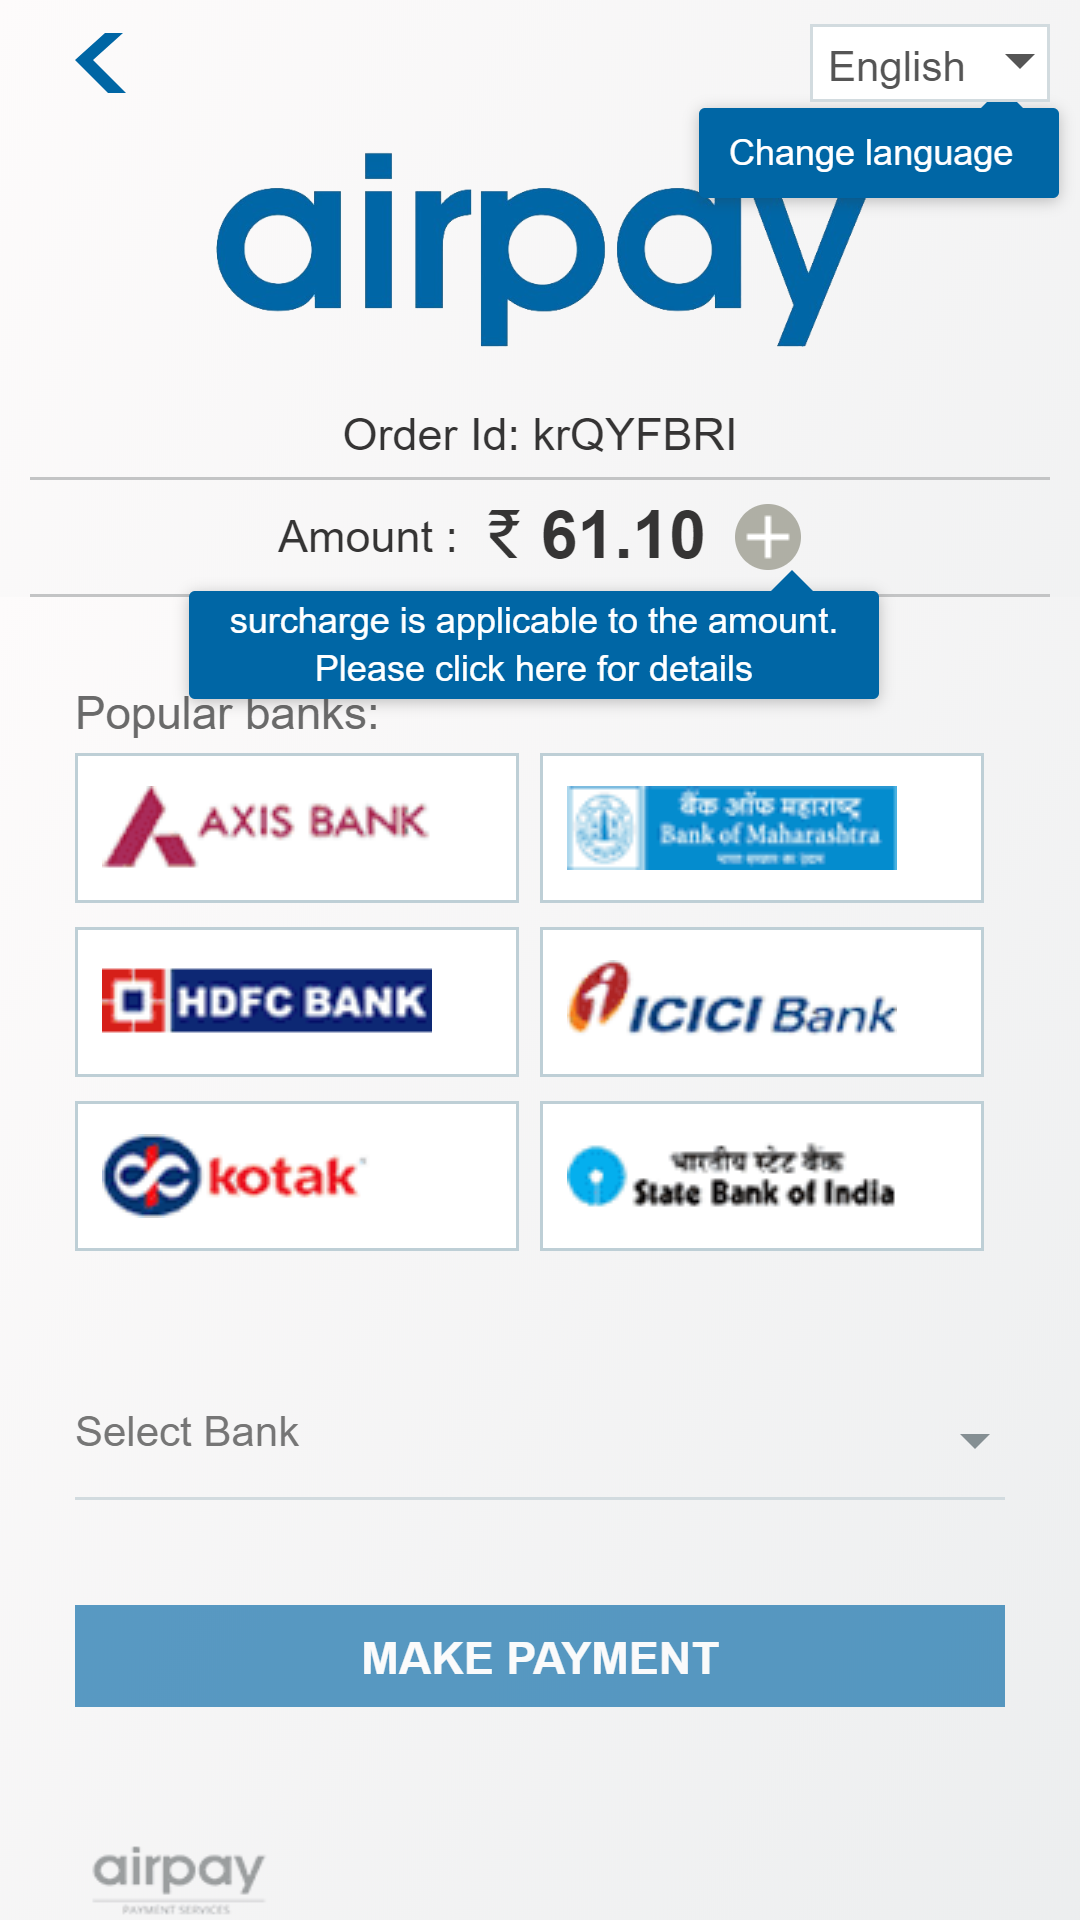 English
Change language
airpay
Order Id: krQYFBRI
Amount : ₹ 61.10
surcharge is applicable to the amount.
Please click here for details
Popular banks:
AXIS BANK
बैंक ऑफ महाराष्ट्र
Bank of Maharashtra
HDFC BANK
ICICI Bank
kotak
भारतीय स्टेट बैंक
State Bank of India
Select Bank
MAKE PAYMENT
airpay
PAYMENT SERVICES